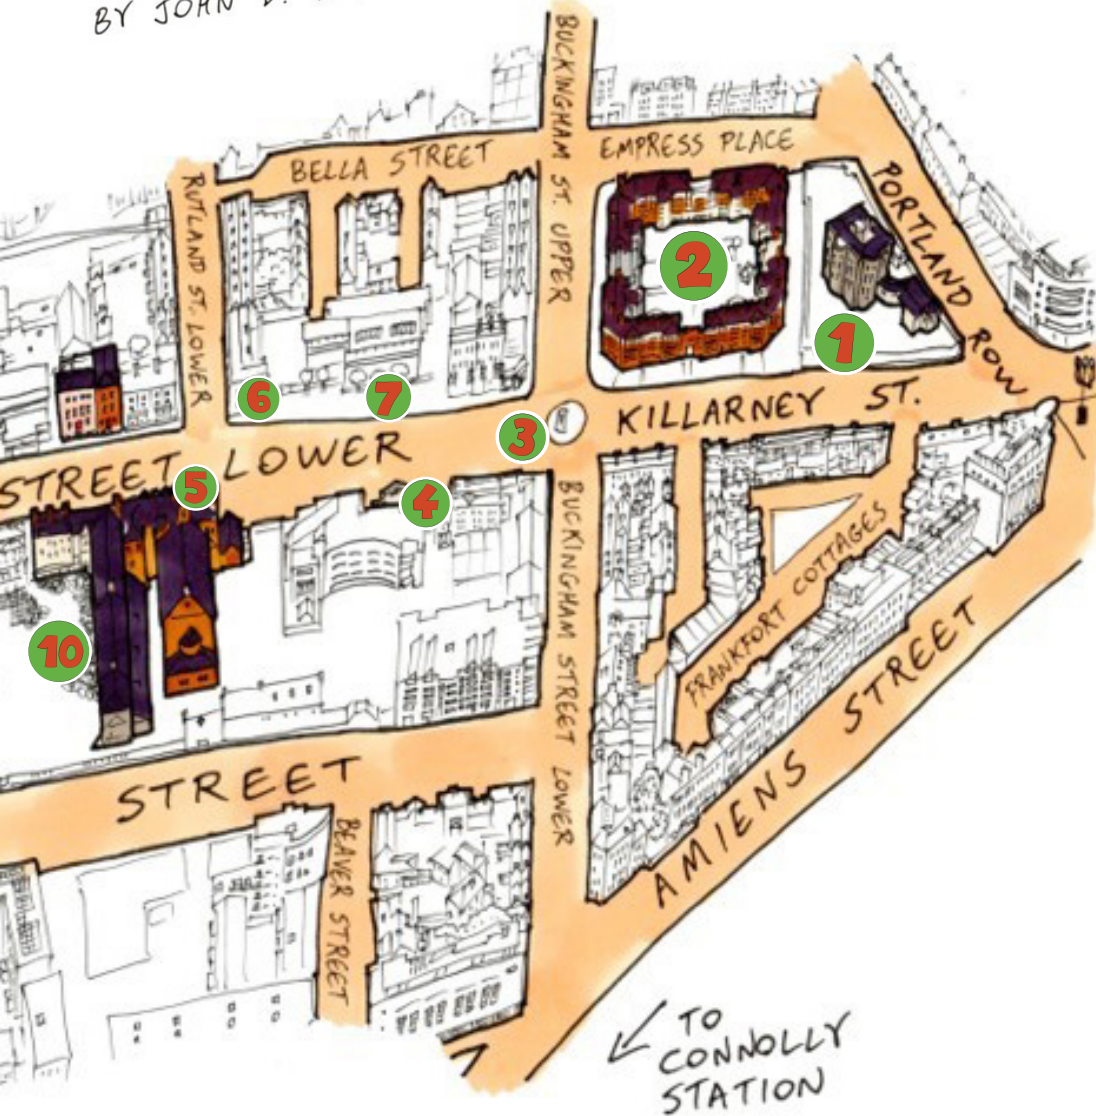 BY JOHN
BUCKINGHAM ST. UPPER
BELLA STREET
EMPRESS PLACE
RUTLAND ST. LOWER
PORTLAND ROW
2
1
6
7
3
KILLARNEY ST.
STREET LOWER
5
4
BUCKINGHAM STREET LOWER
FRANKFORT COTTAGES
10
AMIENS STREET
STREET
BEAVER STREET
TO
CONNOLLY
STATION